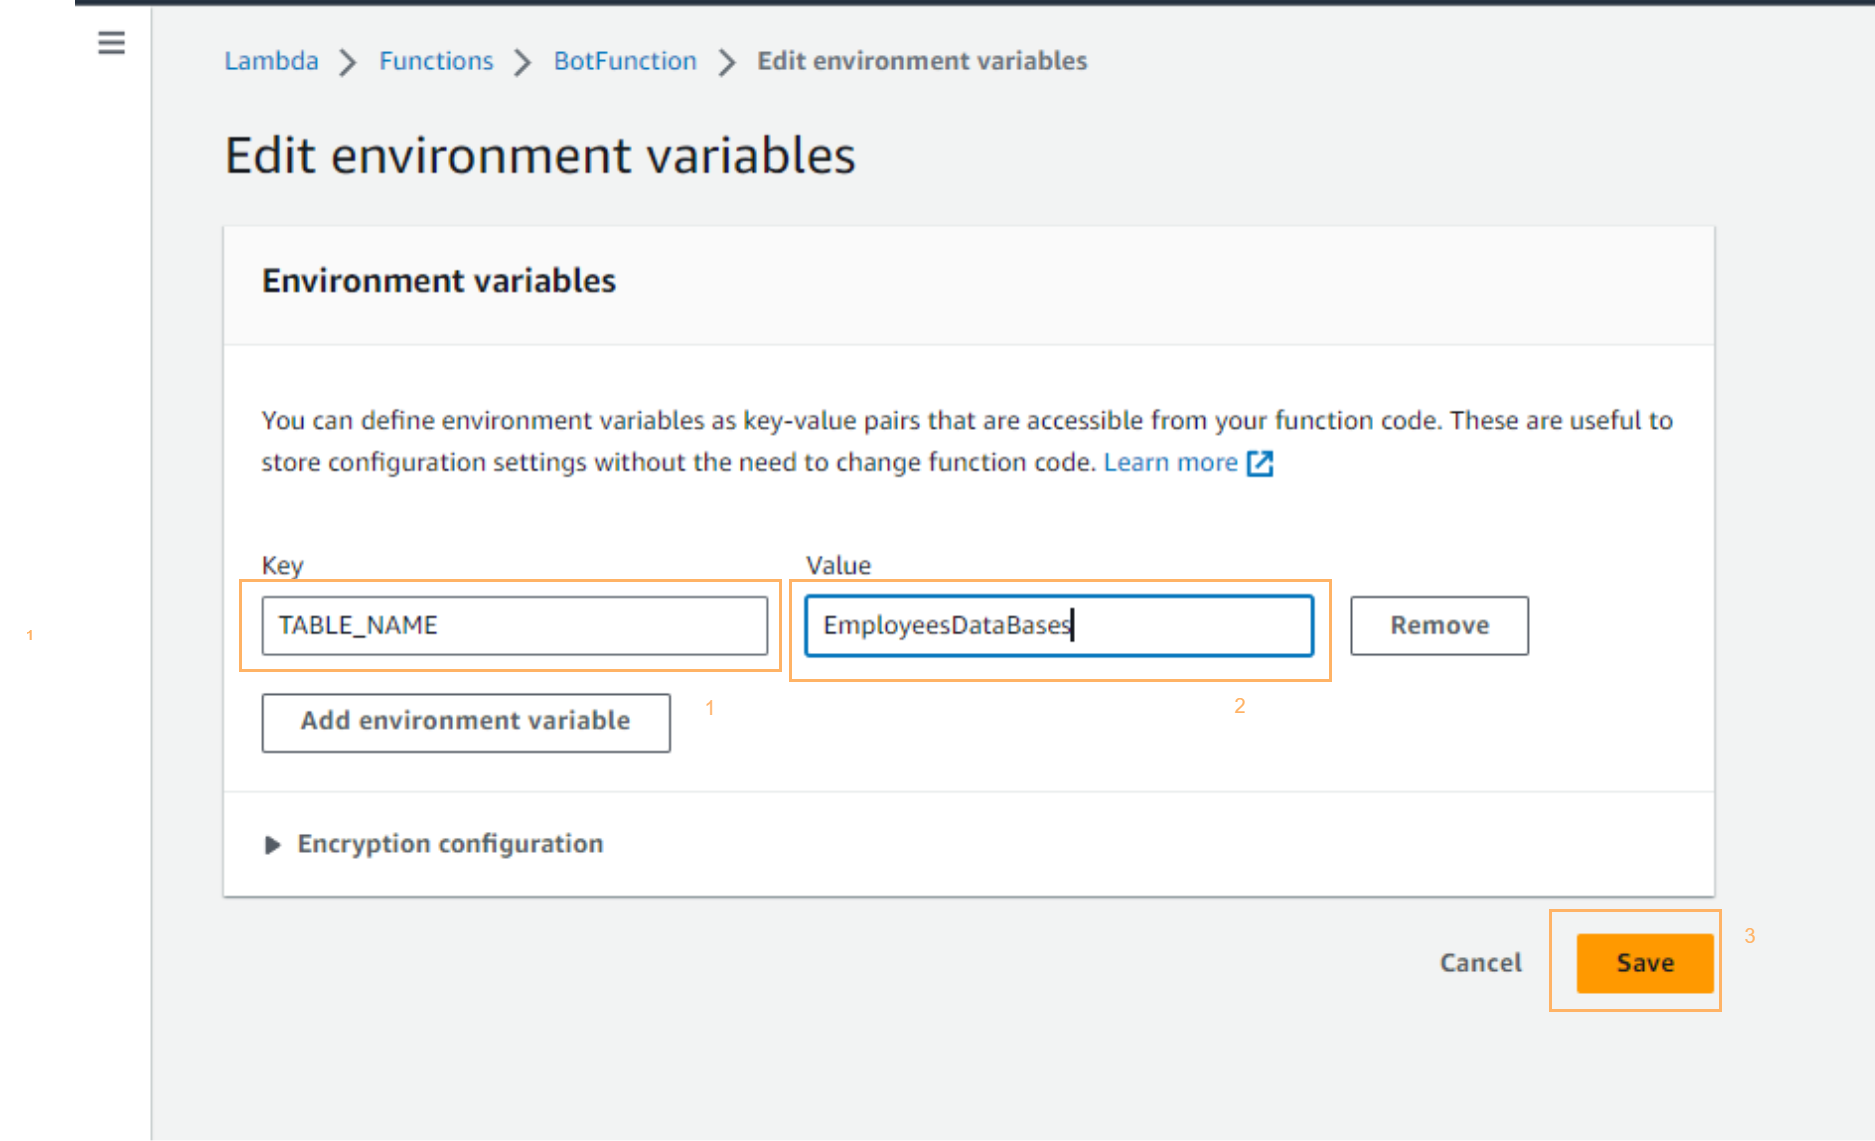 Lambda > Functions > BotFunction > Edit environment variables
Edit environment variables
Environment variables
You can define environment variables as key-value pairs that are accessible from your function code. These are useful to
store configuration settings without the need to change function code. Learn more
Key Value
TABLE_NAME EmployeesDataBases Remove
1
Add environment variable 1 2
Encryption configuration
3
Cancel Save